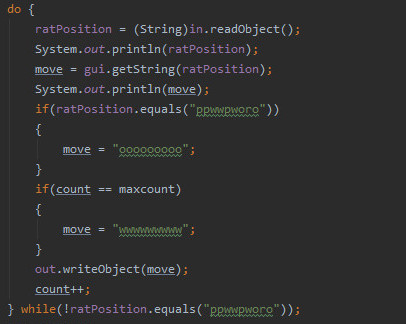 do {
ratPosition = (String)in.readObject();
System.out.println(ratPosition);
move = gui.getString(ratPosition);
System.out.println(move);
if(ratPosition.equals("ppwwpworo"))
{
move = "ooooooooo";
}
if(count == maxcount)
{
move = "wwwwwwwww";
}
out.writeObject(move);
count++;
} while(!ratPosition.equals("ppwwpworo"));